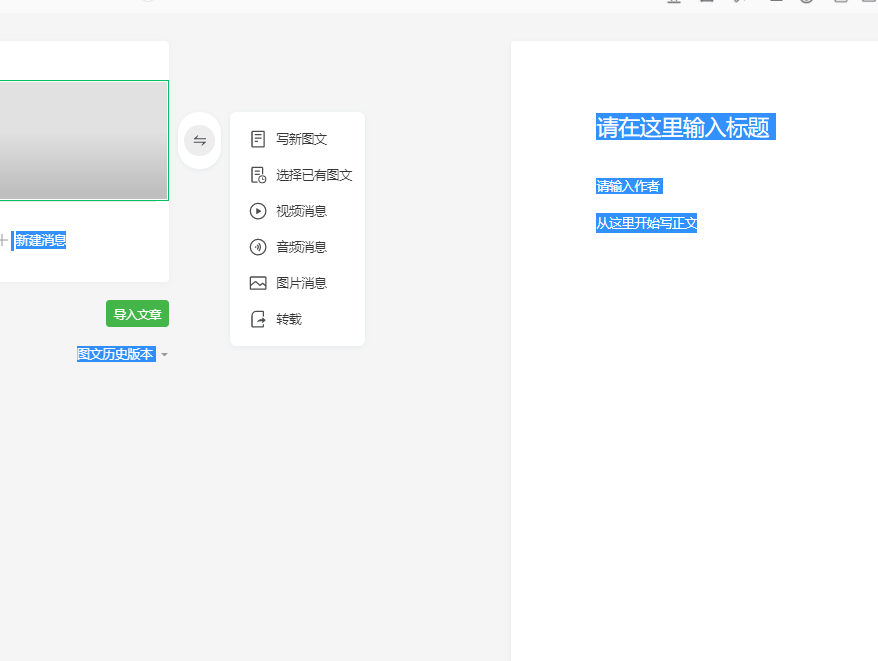 新建消息
导入文章
图文历史版本
写新图文
选择已有图文
视频消息
音频消息
图片消息
转载
请在这里输入标题
请输入作者
从这里开始写正文